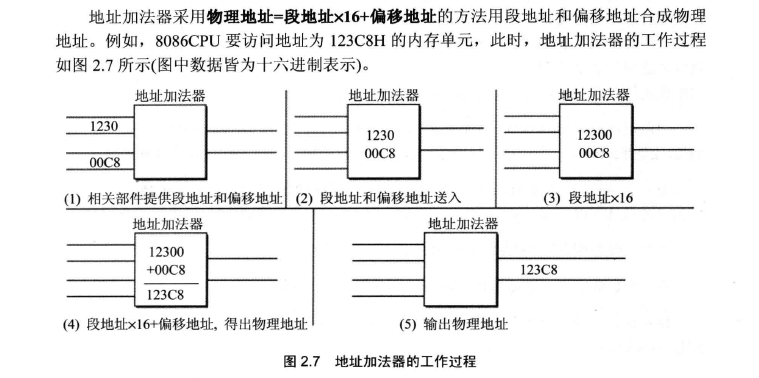 地址加法器采用物理地址=段地址×16+偏移地址的方法用段地址和偏移地址合成物理
地址。例如，8086CPU 要访问地址为 123C8H 的内存单元，此时，地址加法器的工作过程
如图 2.7 所示(图中数据皆为十六进制表示)。
地址加法器
1230
00C8
(1) 相关部件提供段地址和偏移地址
地址加法器
1230
00C8
(2) 段地址和偏移地址送入
地址加法器
12300
00C8
(3) 段地址×16
地址加法器
12300
+00C8
123C8
(4) 段地址×16+偏移地址, 得出物理地址
地址加法器
123C8
(5) 输出物理地址
图 2.7 地址加法器的工作过程